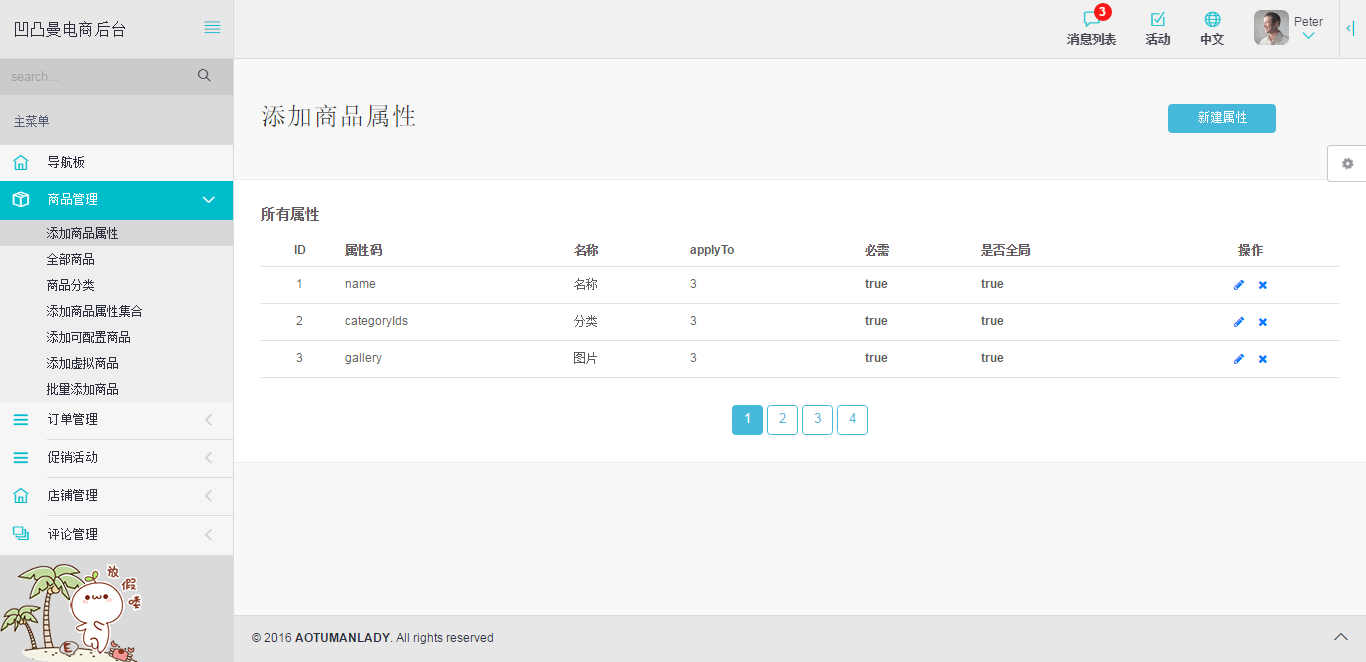 凹凸曼电商后台
3
消息列表
活动
中文
Peter
search...
主菜单
导航板
商品管理
添加商品属性
全部商品
商品分类
添加商品属性集合
添加可配置商品
添加虚拟商品
批量添加商品
订单管理
促销活动
店铺管理
评论管理
放假喽
添加商品属性
新建属性
所有属性
ID 属性码 名称 applyTo 必需 是否全局 操作
1 name 名称 3 true true
2 categoryIds 分类 3 true true
3 gallery 图片 3 true true
1 2 3 4
© 2016 AOTUMANLADY. All rights reserved